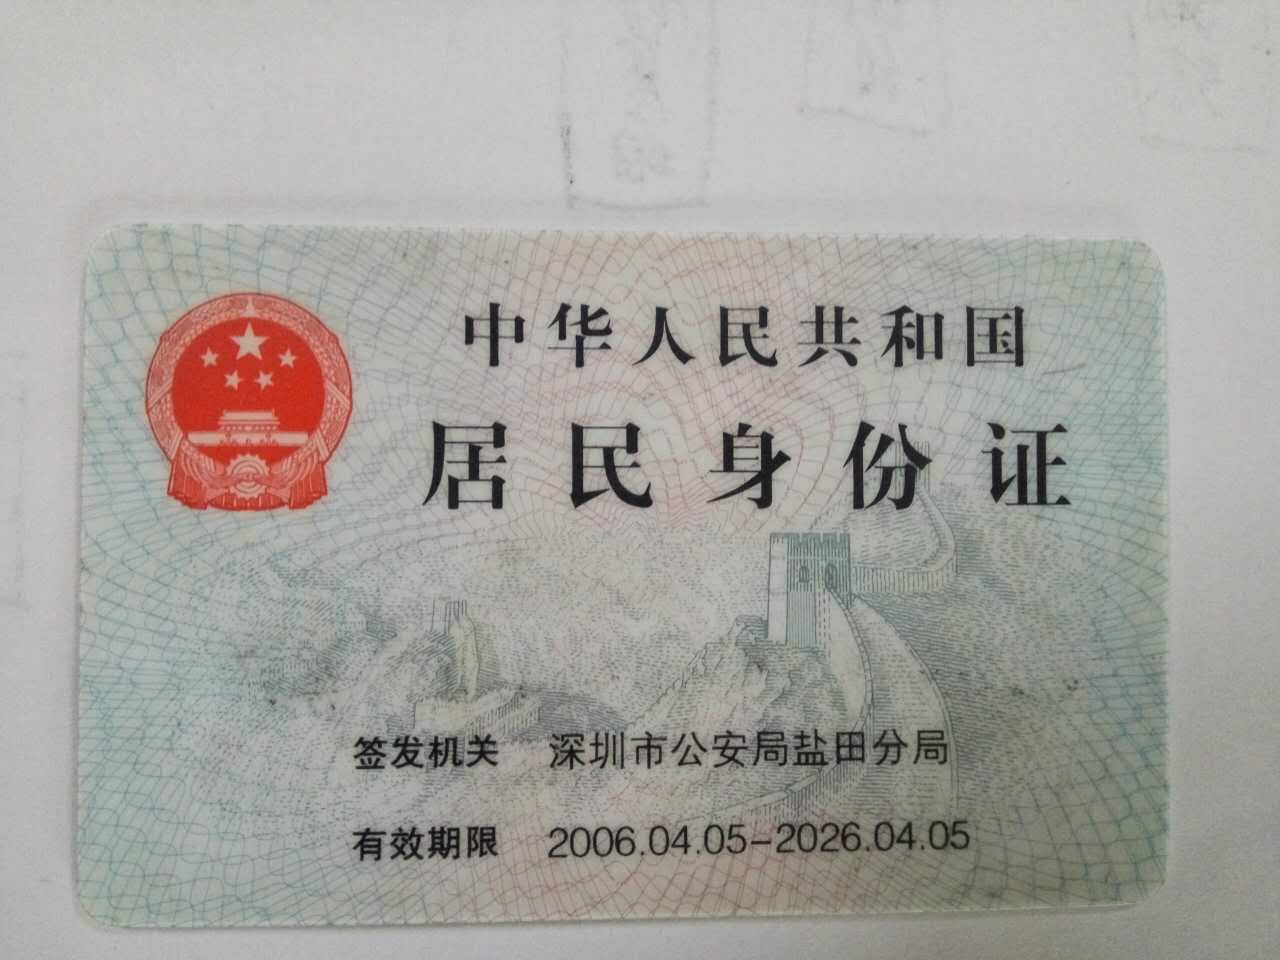 中华人民共和国
居民身份证
签发机关 深圳市公安局盐田分局
有效期限 2006.04.05-2026.04.05